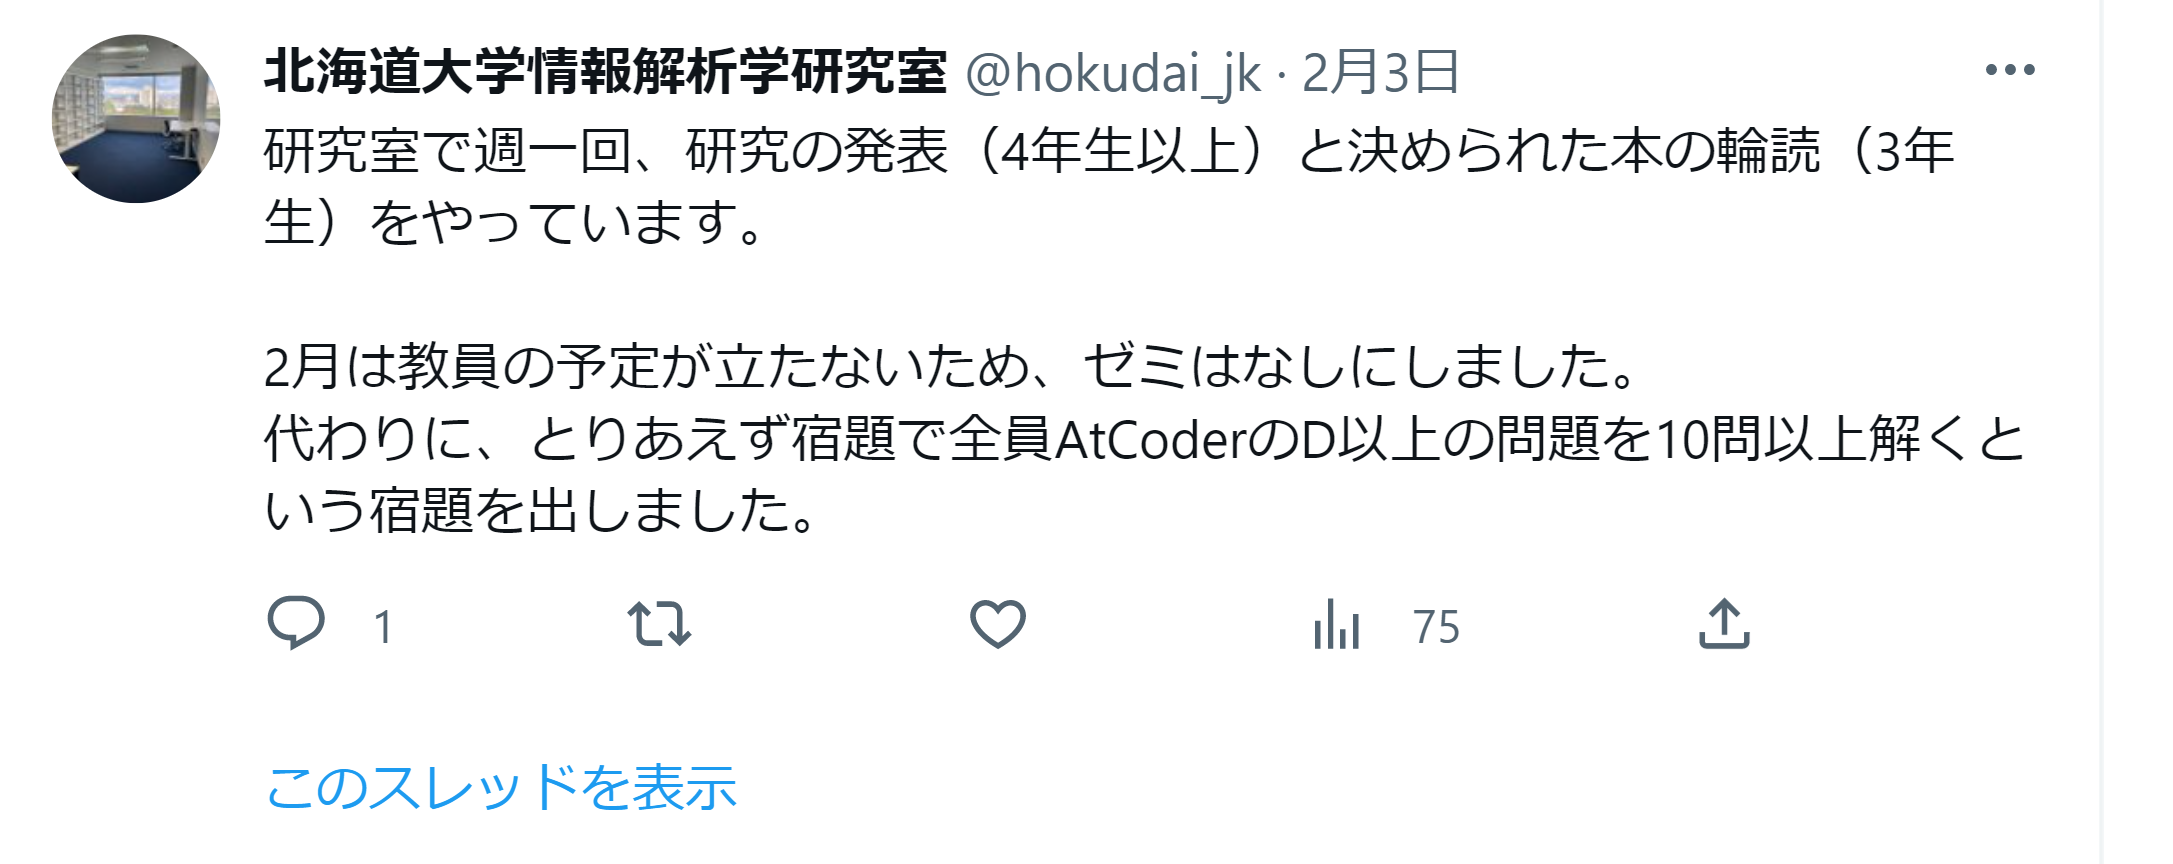 北海道大学情報解析学研究室 @hokudai_jk · 2月3日
研究室で週一回、研究の発表（4年生以上）と決められた本の輪読（3年
生）をやっています。
2月は教員の予定が立たないため、ゼミはなしにしました。
代わりに、とりあえず宿題で全員AtCoderのD以上の問題を10問以上解くと
いう宿題を出しました。
1 75
このスレッドを表示